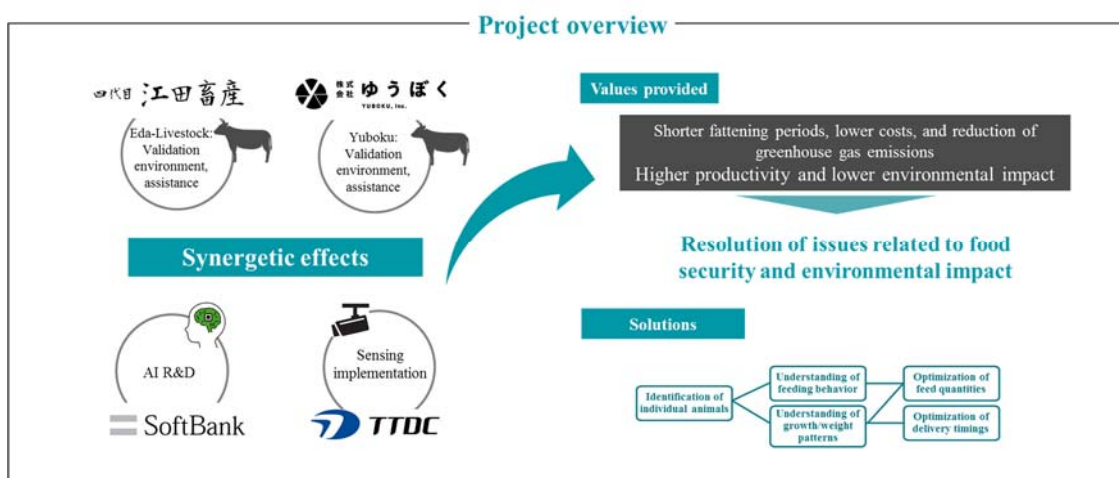 Project overview
四代目 江田畜産
株式
会社 ゆうぼく
YUBOKU, Inc.
Eda-Livestock:
Validation
environment,
assistance
Yuboku:
Validation
environment,
assistance
Synergetic effects
AI R&D
SoftBank
Sensing
implementation
TTDC
Values provided
Shorter fattening periods, lower costs, and reduction of
greenhouse gas emissions
Higher productivity and lower environmental impact
Resolution of issues related to food
security and environmental impact
Solutions
Identification of
individual animals
Understanding of
feeding behavior
Understanding of
growth/weight
patterns
Optimization of
feed quantities
Optimization of
delivery timings